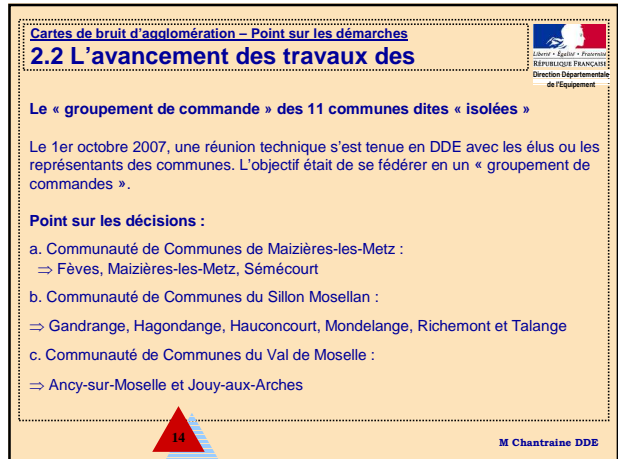 Cartes de bruit d'agglomération – Point sur les démarches
2.2 L'avancement des travaux des
Liberté • Égalité • Fraternité
RÉPUBLIQUE FRANÇAISE
Direction Départementale
de l'Equipement
Le « groupement de commande » des 11 communes dites « isolées »
Le 1er octobre 2007, une réunion technique s'est tenue en DDE avec les élus ou les
représentants des communes. L'objectif était de se fédérer en un « groupement de
commandes ».
Point sur les décisions :
a. Communauté de Communes de Maizières-les-Metz :
⇒ Fèves, Maizières-les-Metz, Sémécourt
b. Communauté de Communes du Sillon Mosellan :
⇒ Gandrange, Hagondange, Hauconcourt, Mondelange, Richemont et Talange
c. Communauté de Communes du Val de Moselle :
⇒ Ancy-sur-Moselle et Jouy-aux-Arches
14
M Chantraine DDE